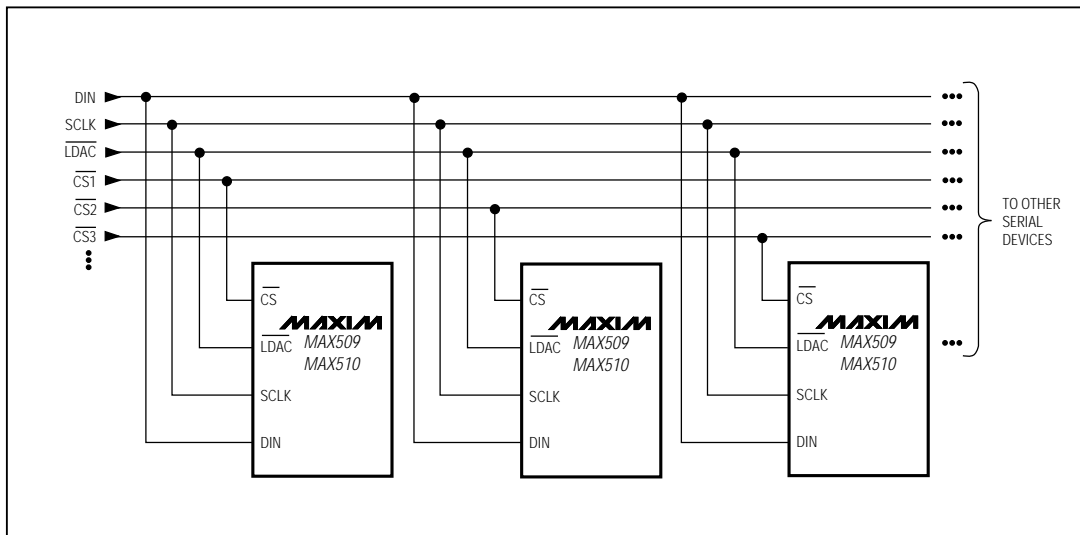 DIN
SCLK
LDAC
CS1
CS2
CS3
TO OTHER
SERIAL
DEVICES
CS
MAXIM
LDAC MAX509
MAX510
SCLK
DIN
CS
MAXIM
LDAC MAX509
MAX510
SCLK
DIN
CS
MAXIM
LDAC MAX509
MAX510
SCLK
DIN